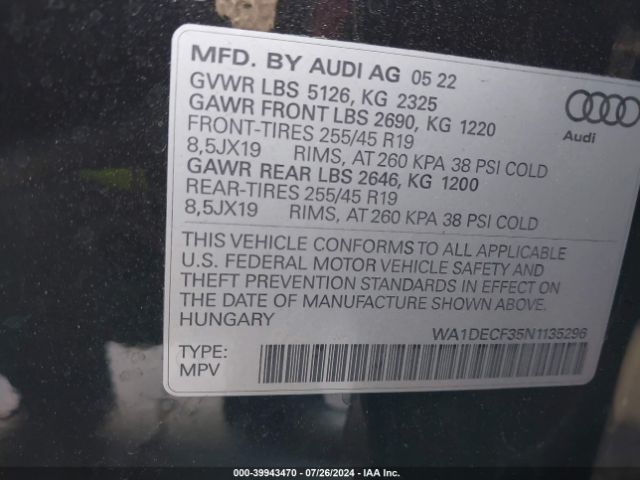 MFD. BY AUDI AG 05 22
GVWR LBS 5126, KG 2325
GAWR FRONT LBS 2690, KG 1220
FRONT-TIRES 255/45 R19
8,5JX19 RIMS, AT 260 KPA 38 PSI COLD
GAWR REAR LBS 2646, KG 1200
REAR-TIRES 255/45 R19
8,5JX19 RIMS, AT 260 KPA 38 PSI COLD
Audi
THIS VEHICLE CONFORMS TO ALL APPLICABLE
U.S. FEDERAL MOTOR VEHICLE SAFETY AND
THEFT PREVENTION STANDARDS IN EFFECT ON
THE DATE OF MANUFACTURE SHOWN ABOVE.
HUNGARY
WA1DECF35N1135296
TYPE:
MPV
000-39943470 - 07/26/2024 - IAA Inc.